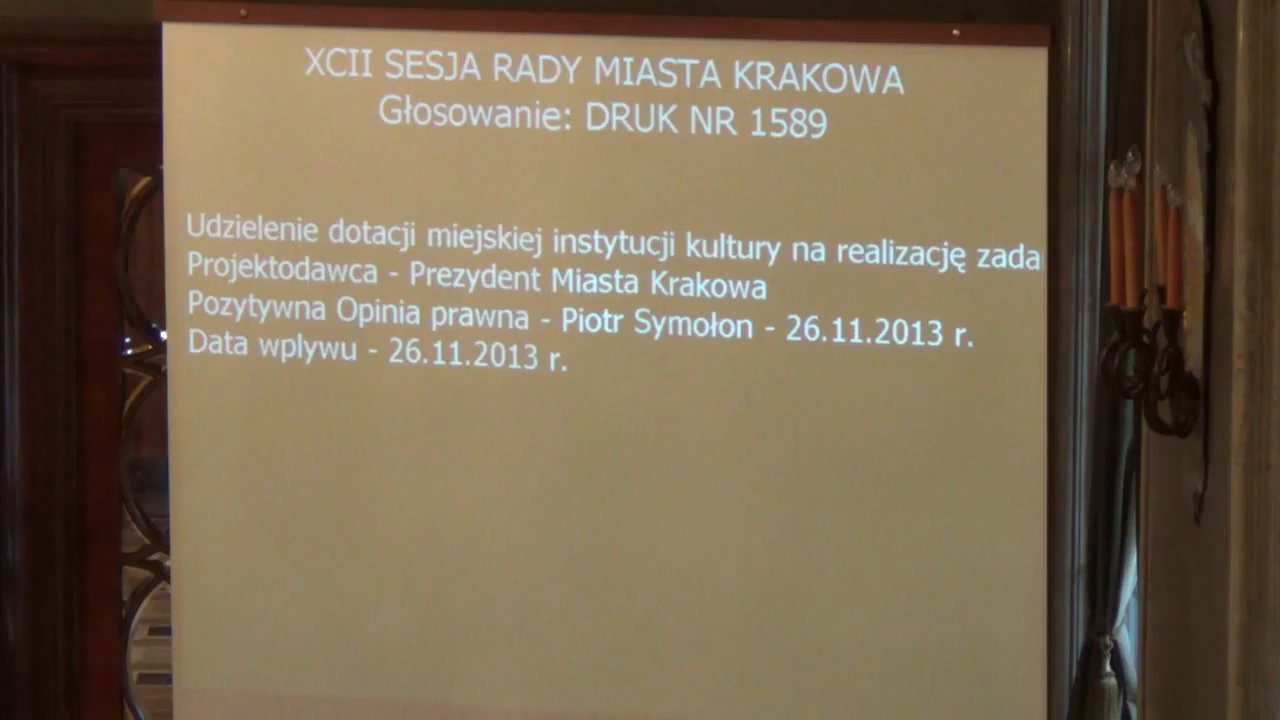 XCII SESJA RADY MIASTA KRAKOWA
Głosowanie: DRUK NR 1589
Udzielenie dotacji miejskiej instytucji kultury na realizację zada
Projektodawca - Prezydent Miasta Krakowa
Pozytywna Opinia prawna - Piotr Symołon - 26.11.2013 r.
Data wplywu - 26.11.2013 r.